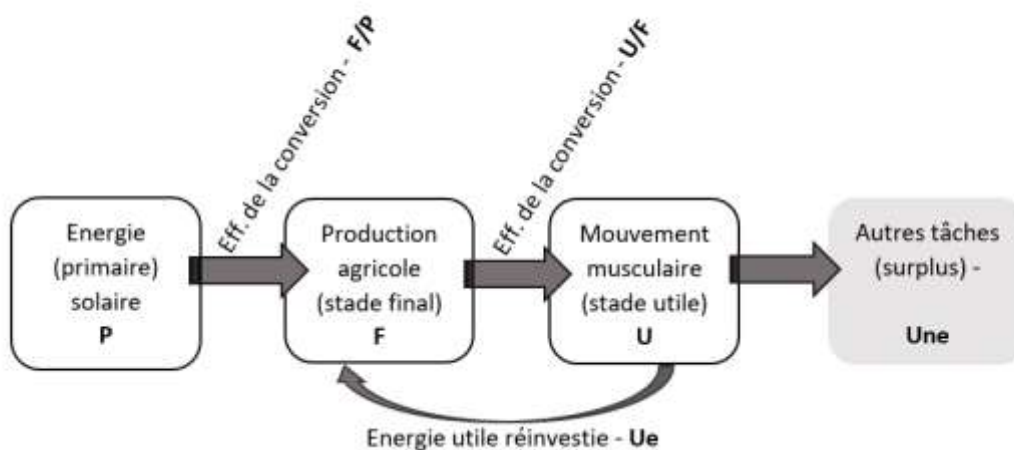 Eff. de la conversion - F/P
Eff. de la conversion - U/F
Energie
(primaire)
solaire
P
Production
agricole
(stade final)
F
Mouvement
musculaire
(stade utile)
U
Autres tâches
(surplus) -
Une
Energie utile réinvestie - Ue